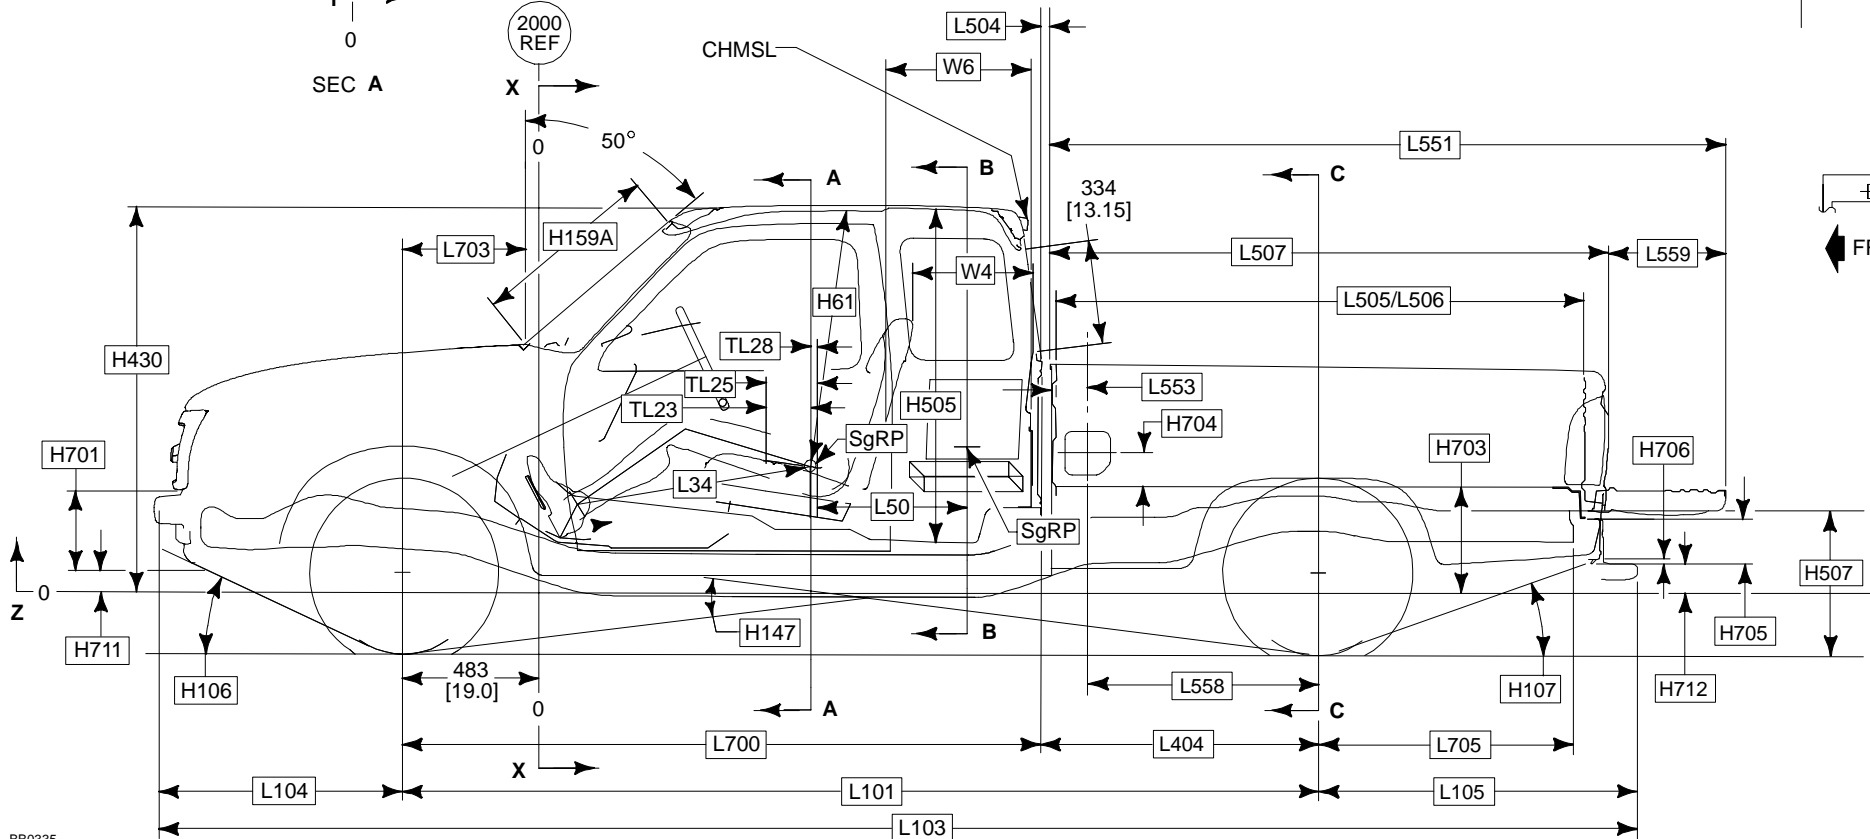 0
SEC A
2000
REF
CHMSL
L504
W6
X
50°
0
L551
A
B
C
334
[13.15]
H159A
L703
L507
L559
W4
L505/L506
H61
TL28
H430
TL25
L553
TL23
H505
H704
SgRP
H701
H703
H706
L34
L50
SgRP
Z
0
H507
H711
H147
B
H705
483
[19.0]
H106
L558
H107
H712
0
A
C
L700
L404
L705
X
L104
L101
L105
L103